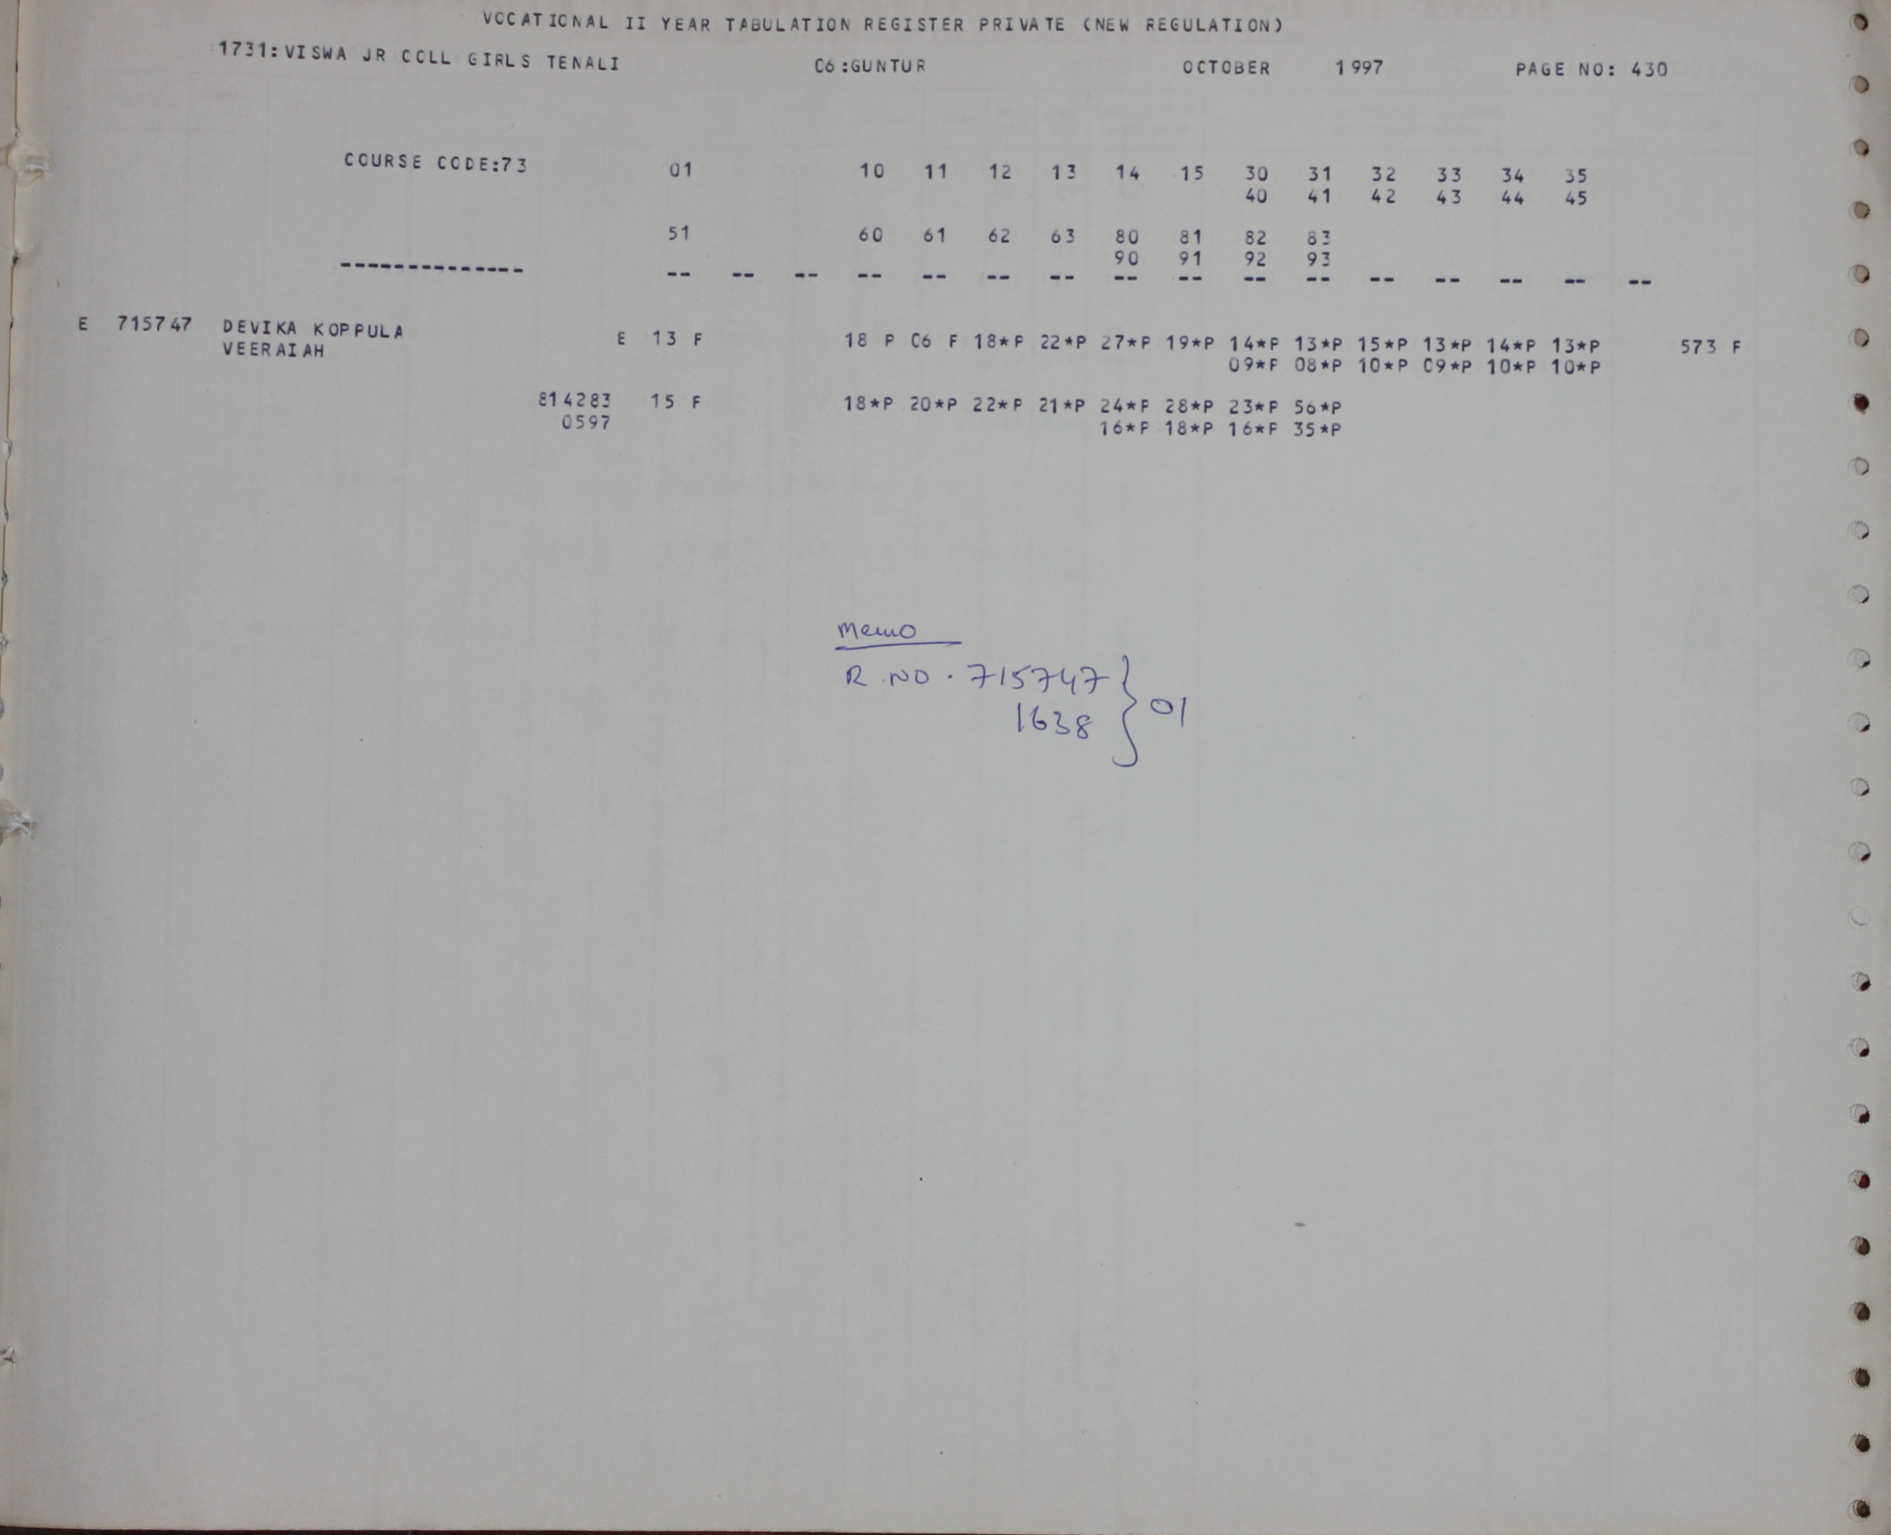 VOCATIONAL II YEAR TABULATION REGISTER PRIVATE (NEW REGULATION)
1731:VISWA JR COLL GIRLS TENALI 06:GUNTUR OCTOBER 1997 PAGE NO: 430
COURSE CODE:73 01 10 11 12 13 14 15 30 31 32 33 34 35
40 41 42 43 44 45
51 60 61 62 63 80 81 82 83
90 91 92 93
-------------- -- -- -- -- -- -- -- -- -- -- -- -- -- -- -- --
E 715747 DEVIKA KOPPULA E 13 F 18 P 06 F 18*P 22*P 27*P 19*P 14*P 13*P 15*P 13*P 14*P 13*P 573 F
VEERAIAH 09*P 08*P 10*P 09*P 10*P 10*P
814283 15 F 18*P 20*P 22*P 21*P 24*P 28*P 23*P 56*P
0597 16*P 18*P 16*P 35*P
Memo
R.NO. 715747 } 01
1638